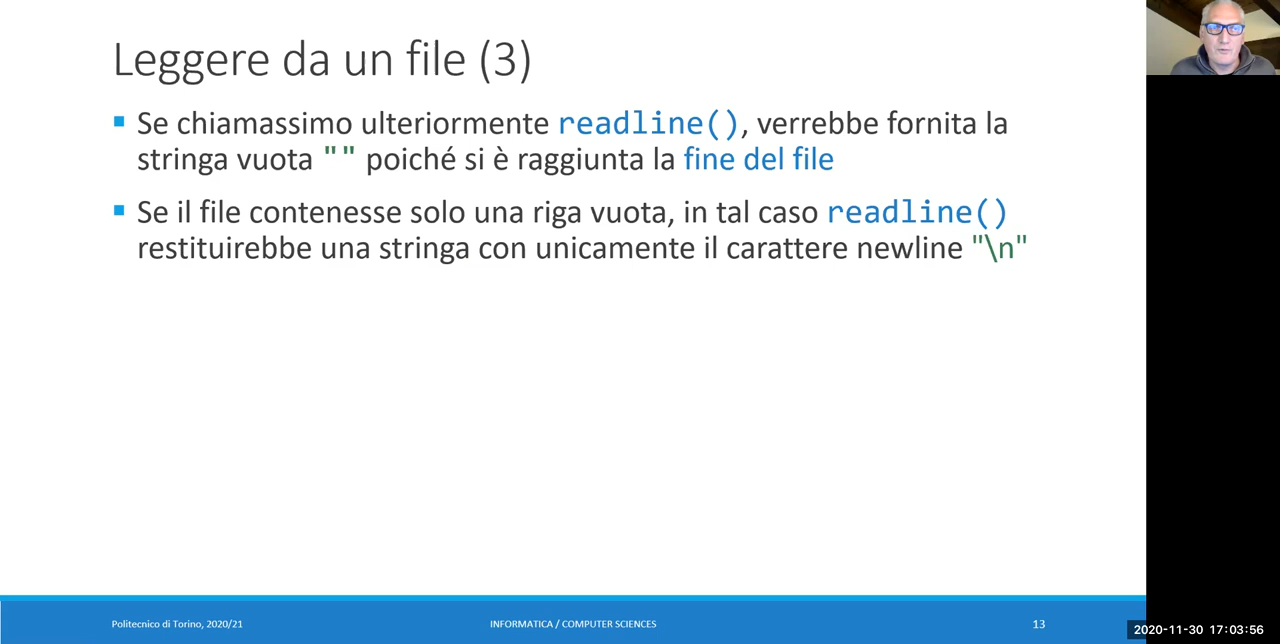 Leggere da un file (3)
Se chiamassimo ulteriormente readline(), verrebbe fornita la
stringa vuota "" poiché si è raggiunta la fine del file
Se il file contenesse solo una riga vuota, in tal caso readline()
restituirebbe una stringa con unicamente il carattere newline "\n"
Politecnico di Torino, 2020/21
INFORMATICA / COMPUTER SCIENCES
13
2020-11-30 17:03:56